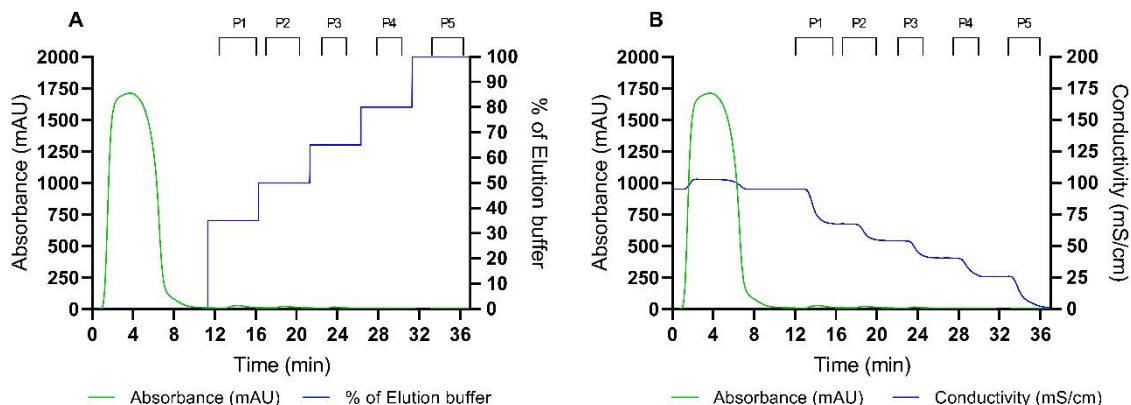 A
P1 P2 P3 P4 P5
2000
1750
1500
1250
1000
750
500
250
0
Absorbance (mAU)
100
90
80
70
60
50
40
30
20
10
0
% of Elution buffer
0 4 8 12 16 20 24 28 32 36
Time (min)
Absorbance (mAU) % of Elution buffer
B
P1 P2 P3 P4 P5
2000
1750
1500
1250
1000
750
500
250
0
Absorbance (mAU)
200
175
150
125
100
75
50
25
0
Conductivity (mS/cm)
0 4 8 12 16 20 24 28 32 36
Time (min)
Absorbance (mAU) Conductivity (mS/cm)